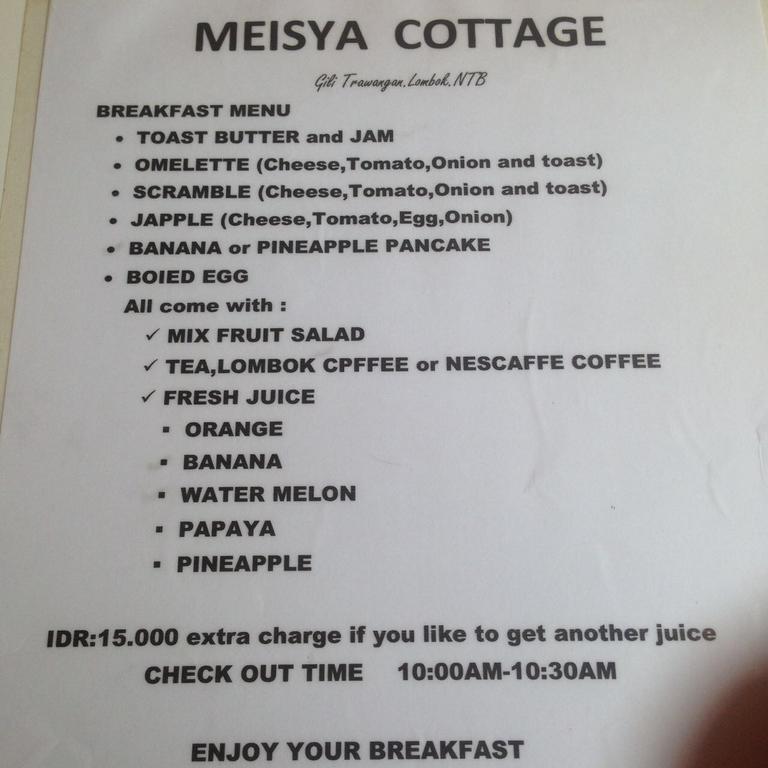 MEISYA COTTAGE
Gili Trawangan.Lombok.NTB
BREAKFAST MENU
• TOAST BUTTER and JAM
• OMELETTE (Cheese,Tomato,Onion and toast)
• SCRAMBLE (Cheese,Tomato,Onion and toast)
• JAPPLE (Cheese,Tomato,Egg,Onion)
• BANANA or PINEAPPLE PANCAKE
• BOIED EGG
All come with :
✓ MIX FRUIT SALAD
✓ TEA,LOMBOK CPFFEE or NESCAFFE COFFEE
✓ FRESH JUICE
▪ ORANGE
▪ BANANA
▪ WATER MELON
▪ PAPAYA
▪ PINEAPPLE
IDR:15.000 extra charge if you like to get another juice
CHECK OUT TIME 10:00AM-10:30AM
ENJOY YOUR BREAKFAST